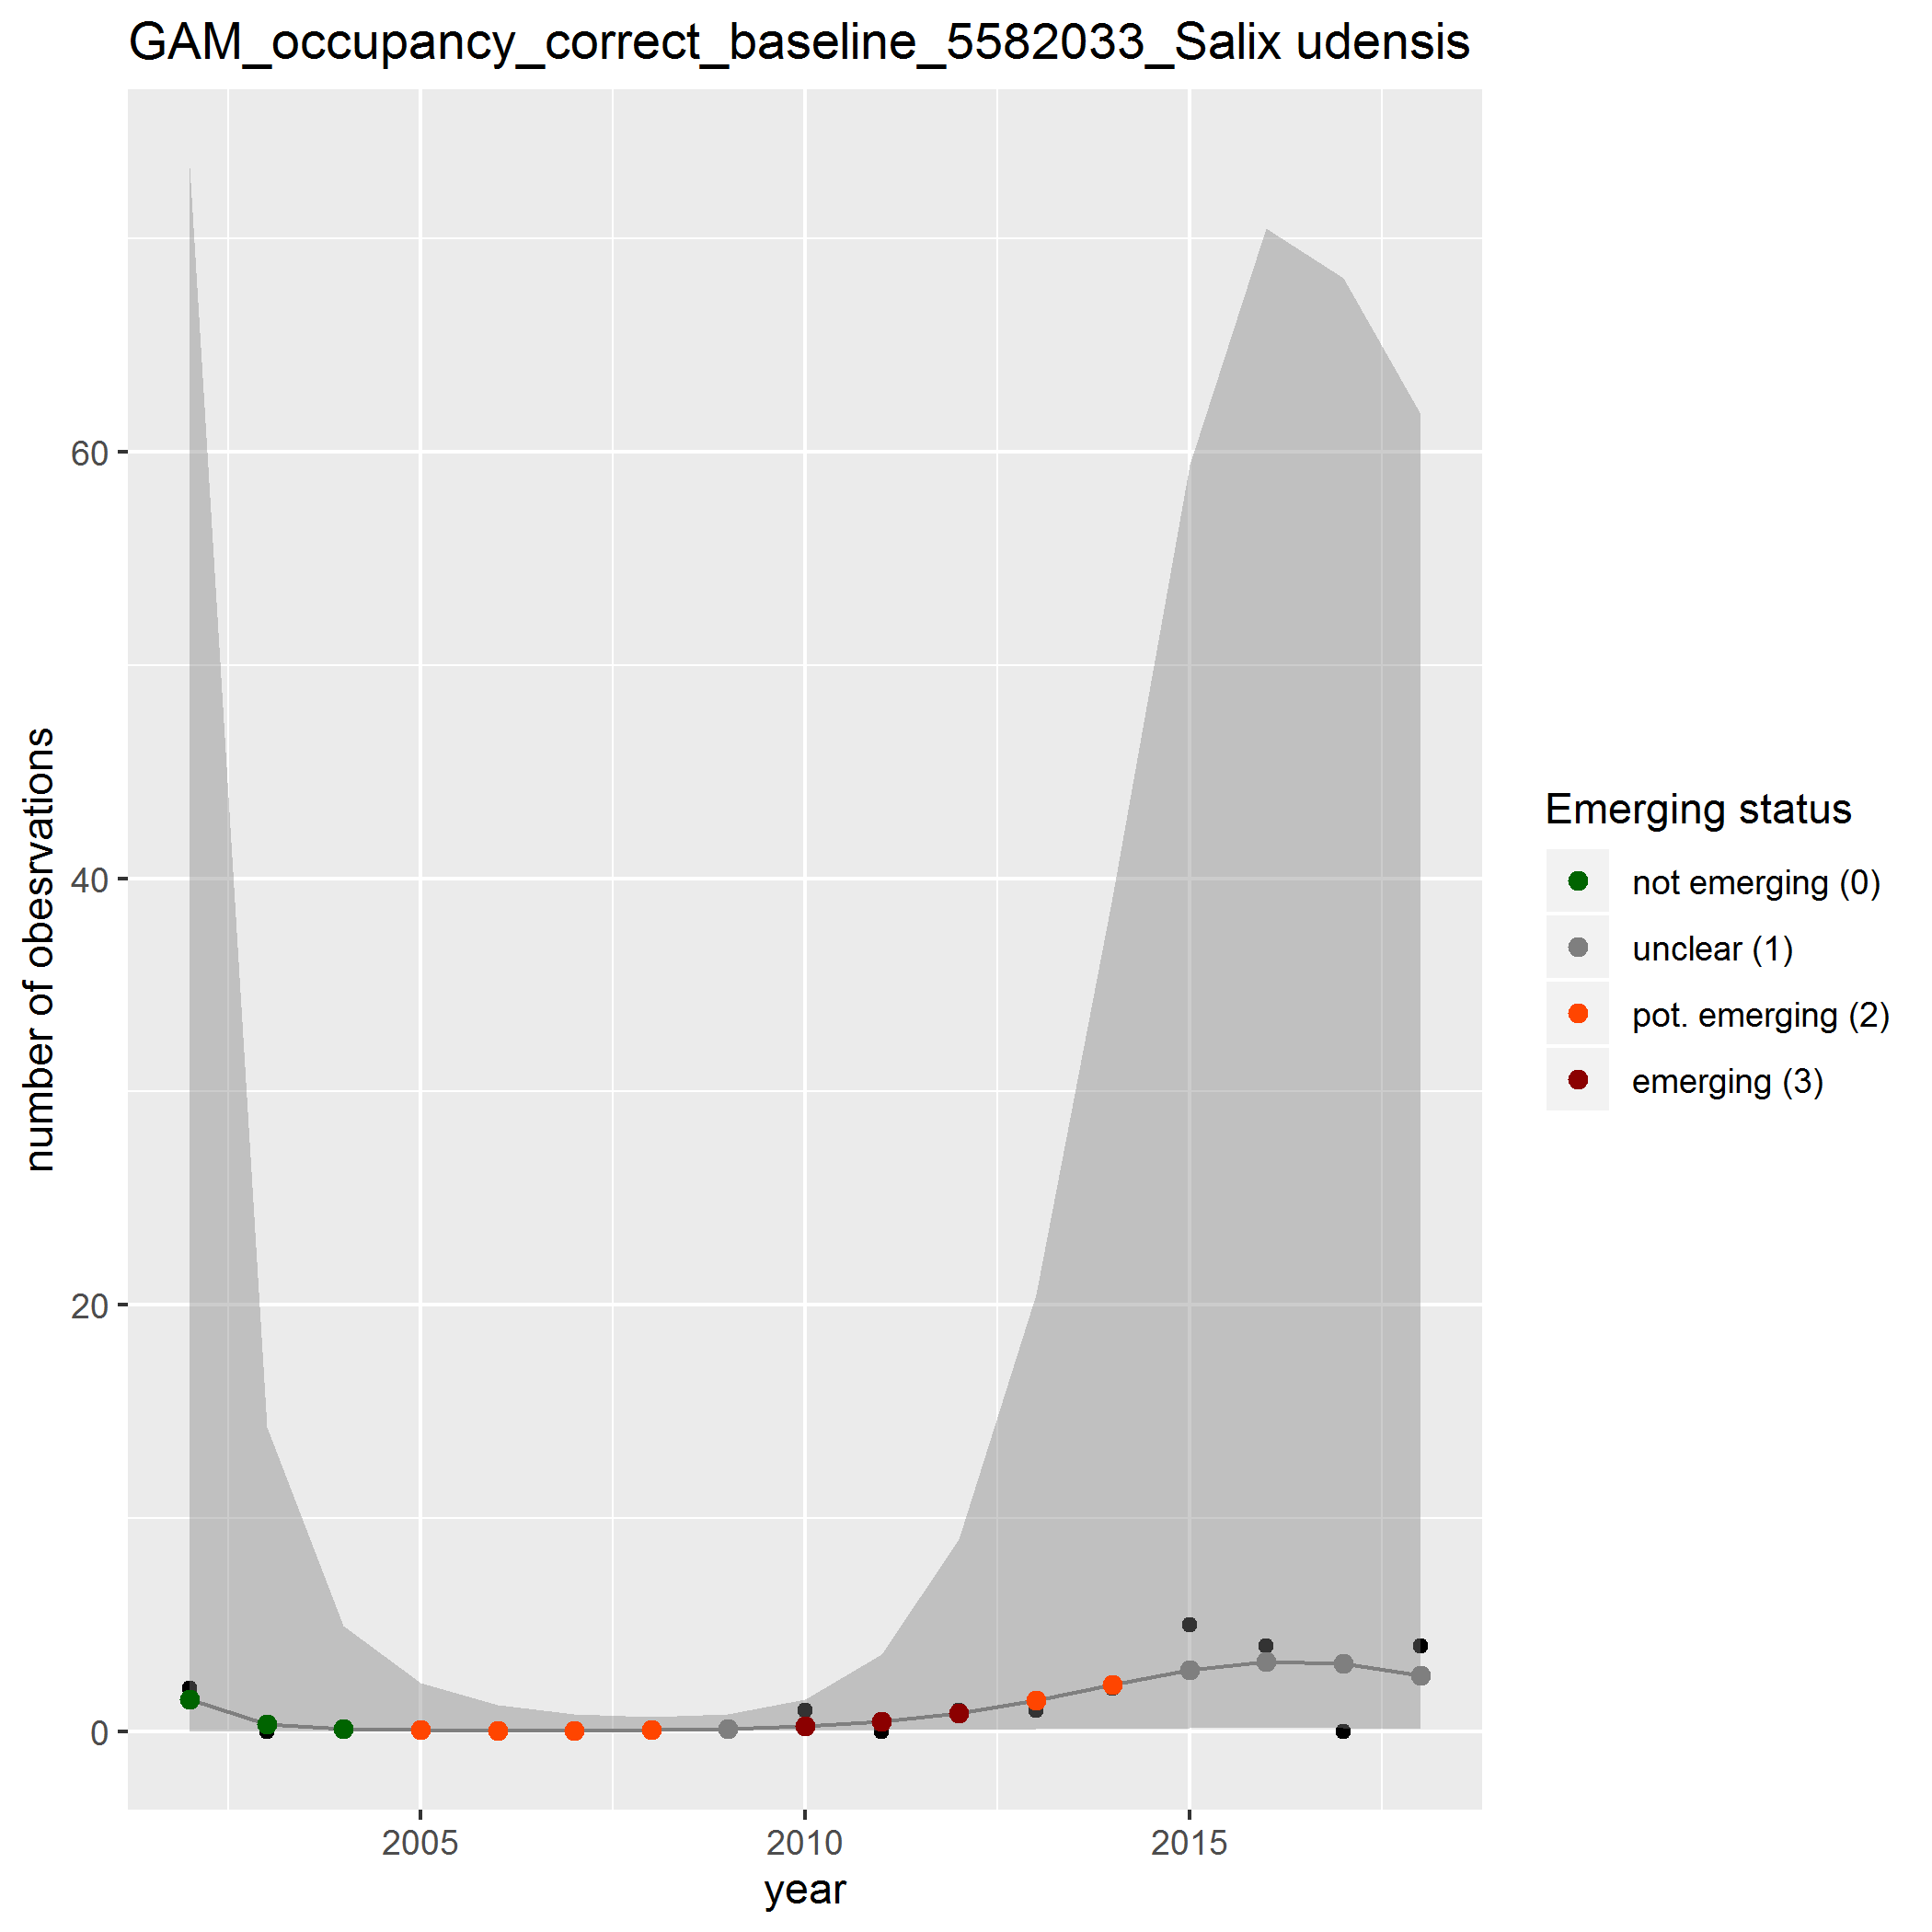 GAM_occupancy_correct_baseline_5582033_Salix udensis
number of obesrvations
60
40
20
0
2005 2010 2015
year
Emerging status
not emerging (0)
unclear (1)
pot. emerging (2)
emerging (3)